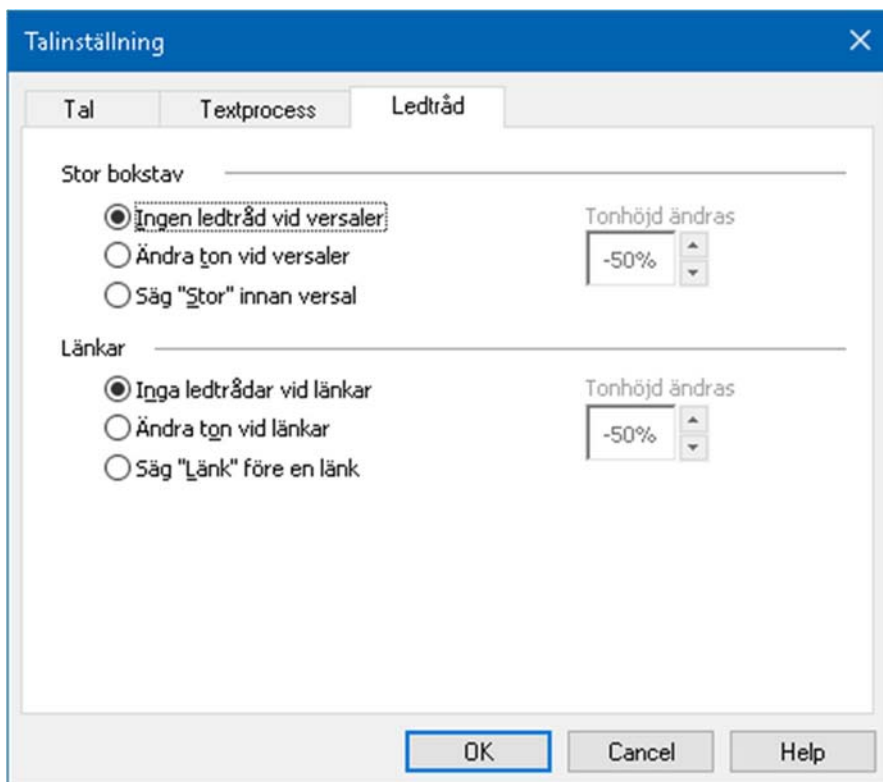 Talinställning
Tal Textprocess Ledtråd
Stor bokstav
Ingen ledtråd vid versaler Tonhöjd ändras
Ändra ton vid versaler -50%
Säg "Stor" innan versal
Länkar
Inga ledtrådar vid länkar Tonhöjd ändras
Ändra ton vid länkar -50%
Säg "Länk" före en länk
OK Cancel Help